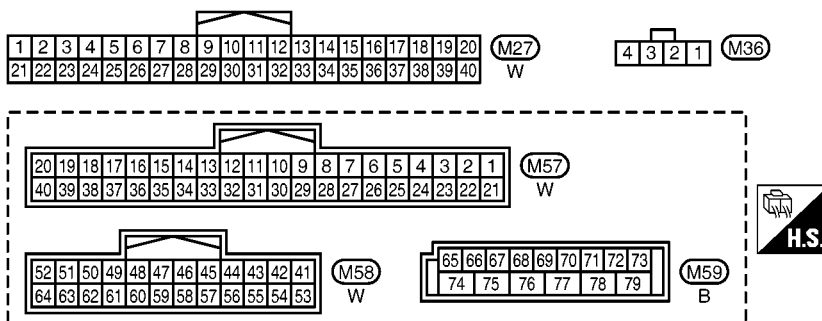 1 2 3 4 5 6 7 8 9 10 11 12 13 14 15 16 17 18 19 20 M27
21 22 23 24 25 26 27 28 29 30 31 32 33 34 35 36 37 38 39 40 W
4 3 2 1 M36
20 19 18 17 16 15 14 13 12 11 10 9 8 7 6 5 4 3 2 1 M57
40 39 38 37 36 35 34 33 32 31 30 29 28 27 26 25 24 23 22 21 W
52 51 50 49 48 47 46 45 44 43 42 41 M58
64 63 62 61 60 59 58 57 56 55 54 53 W
65 66 67 68 69 70 71 72 73 M59
74 75 76 77 78 79 B
H.S.